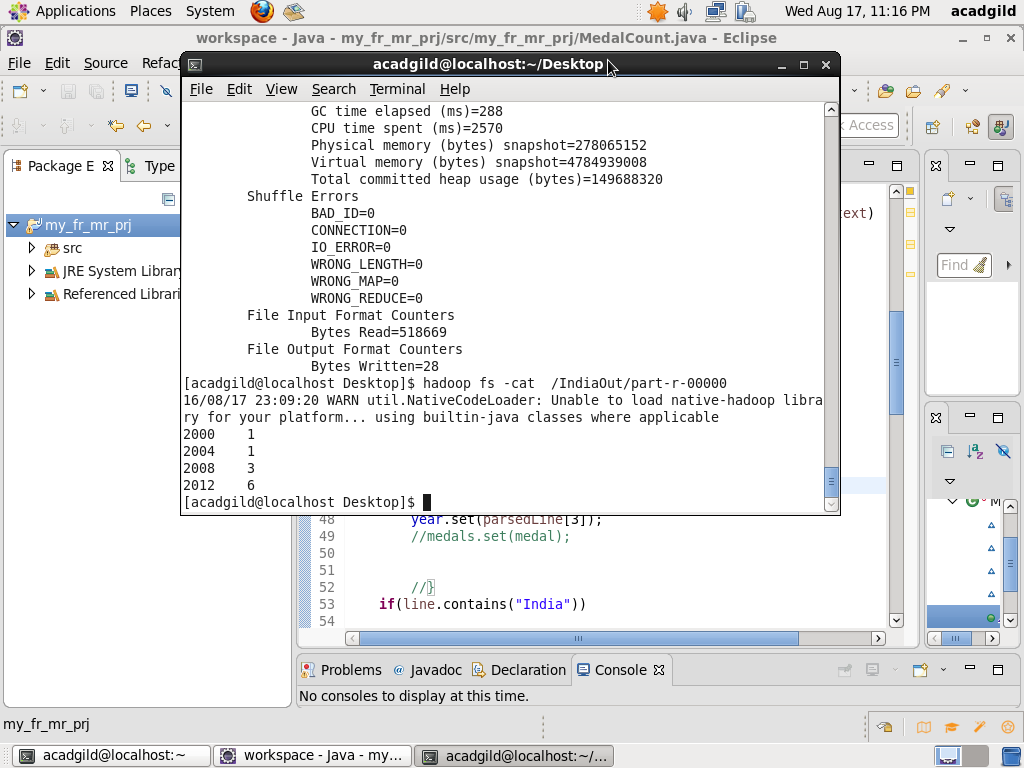 Applications Places System Wed Aug 17, 11:16 PM acadgild
workspace - Java - my_fr_mr_prj/src/my_fr_mr_prj/MedalCount.java - Eclipse
File Edit Source Refac
acadgild@localhost:~/Desktop
File Edit View Search Terminal Help
GC time elapsed (ms)=288
CPU time spent (ms)=2570
Physical memory (bytes) snapshot=278065152
Virtual memory (bytes) snapshot=4784939008
Total committed heap usage (bytes)=149688320
Shuffle Errors
BAD_ID=0
CONNECTION=0
IO_ERROR=0
WRONG_LENGTH=0
WRONG_MAP=0
WRONG_REDUCE=0
File Input Format Counters
Bytes Read=518669
File Output Format Counters
Bytes Written=28
[acadgild@localhost Desktop]$ hadoop fs -cat  /IndiaOut/part-r-00000
16/08/17 23:09:20 WARN util.NativeCodeLoader: Unable to load native-hadoop libra
ry for your platform... using builtin-java classes where applicable
2000    1
2004    1
2008    3
2012    6
[acadgild@localhost Desktop]$
Access
Package E Type
my_fr_mr_prj
src
JRE System Library
Referenced Librari
ext)
Find
48 year.set(parsedLine[3]);
49 //medals.set(medal);
50
51
52 //}
53 if(line.contains("India"))
54
Problems @ Javadoc Declaration Console
No consoles to display at this time.
my_fr_mr_prj
acadgild@localhost:~ workspace - Java - my... acadgild@localhost:~/...